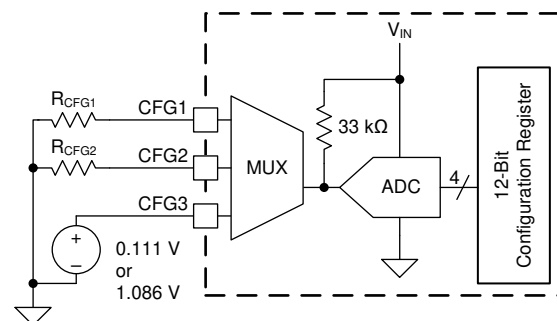 V_IN
R_CFG1
CFG1
33 kΩ
R_CFG2
CFG2
MUX
ADC
4
12-Bit
Configuration Register
CFG3
+
−
0.111 V
or
1.086 V